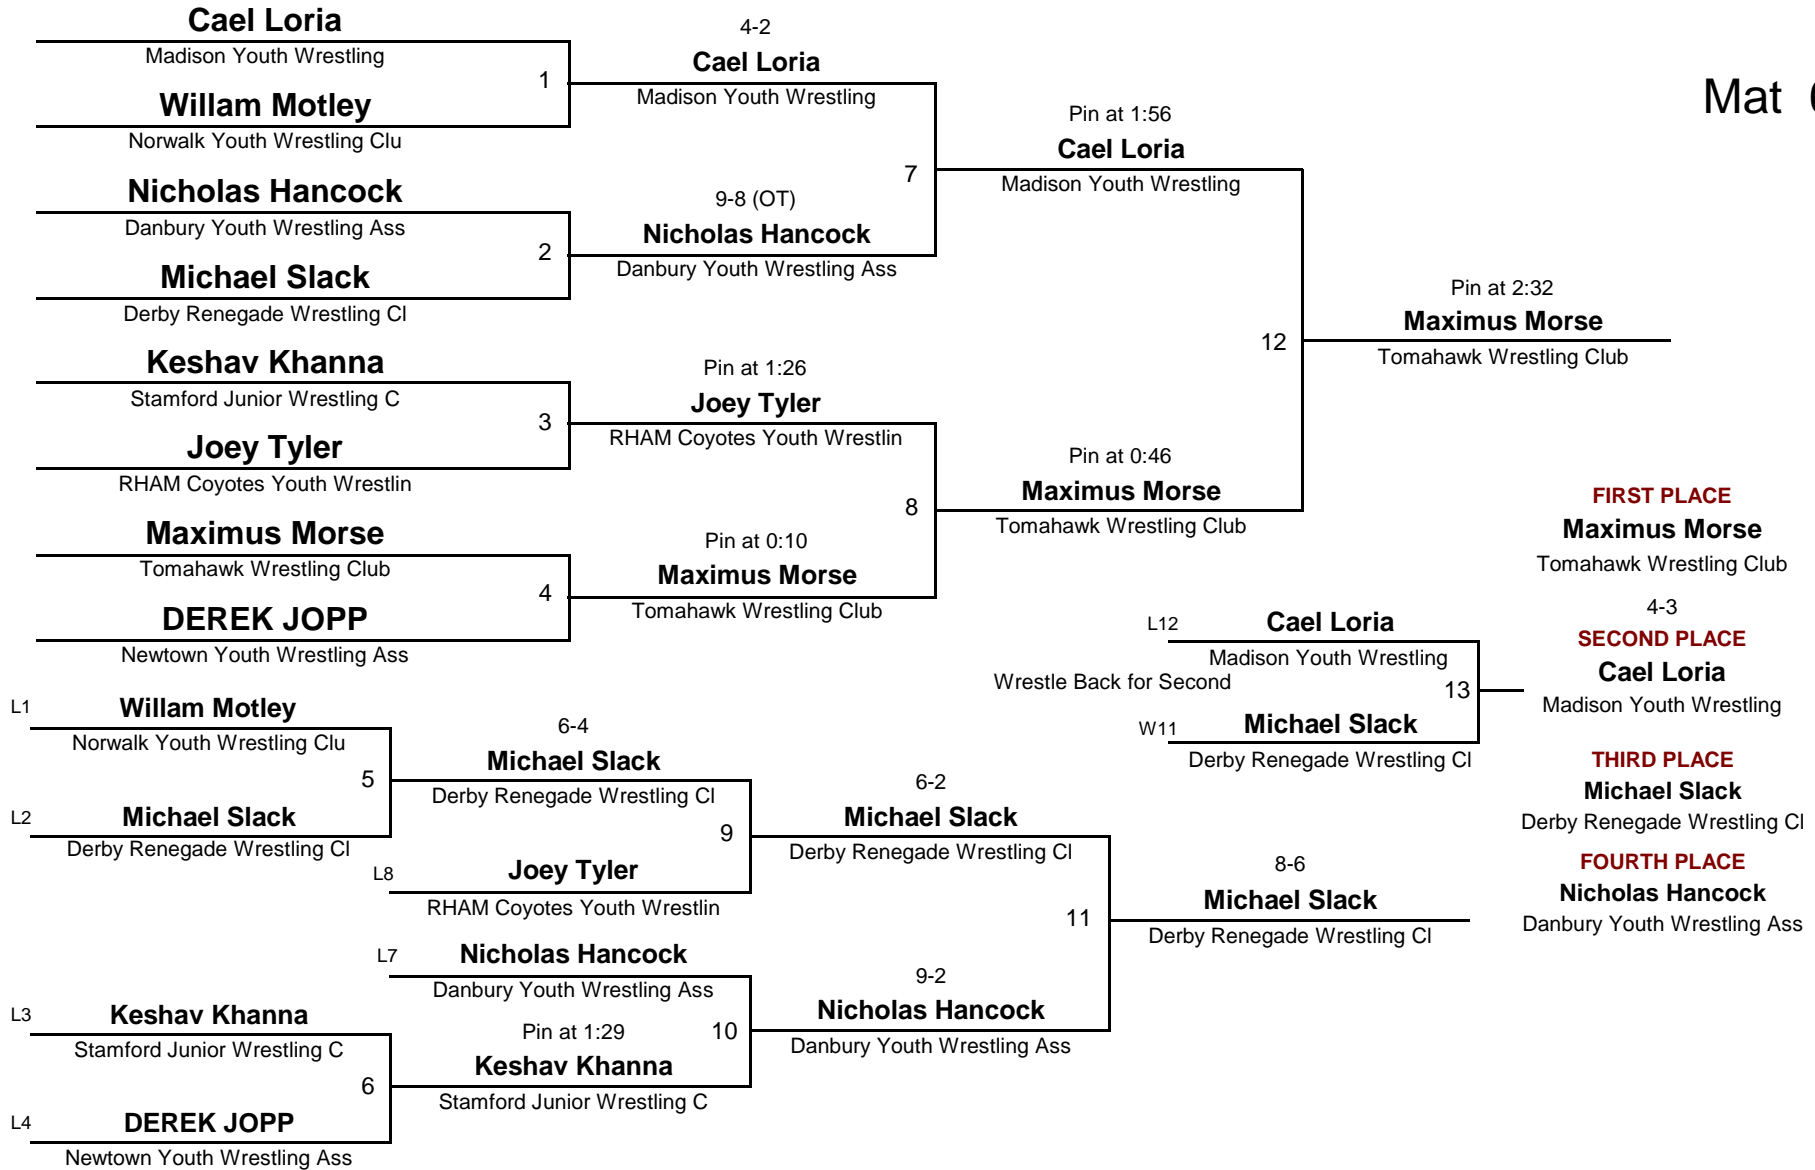 Cael Loria
Madison Youth Wrestling
1
Willam Motley
Norwalk Youth Wrestling Clu
Nicholas Hancock
Danbury Youth Wrestling Ass
2
Michael Slack
Derby Renegade Wrestling Cl
Keshav Khanna
Stamford Junior Wrestling C
3
Joey Tyler
RHAM Coyotes Youth Wrestlin
Maximus Morse
Tomahawk Wrestling Club
4
DEREK JOPP
Newtown Youth Wrestling Ass
4-2
Cael Loria
Madison Youth Wrestling
7
9-8 (OT)
Nicholas Hancock
Danbury Youth Wrestling Ass
Pin at 1:26
Joey Tyler
RHAM Coyotes Youth Wrestlin
8
Pin at 0:10
Maximus Morse
Tomahawk Wrestling Club
Pin at 1:56
Cael Loria
Madison Youth Wrestling
12
Pin at 0:46
Maximus Morse
Tomahawk Wrestling Club
Mat
Pin at 2:32
Maximus Morse
Tomahawk Wrestling Club
L1 Willam Motley
Norwalk Youth Wrestling Clu
5
L2 Michael Slack
Derby Renegade Wrestling Cl
L3 Keshav Khanna
Stamford Junior Wrestling C
6
L4 DEREK JOPP
Newtown Youth Wrestling Ass
6-4
Michael Slack
Derby Renegade Wrestling Cl
9
L8 Joey Tyler
RHAM Coyotes Youth Wrestlin
L7 Nicholas Hancock
Danbury Youth Wrestling Ass
10
Pin at 1:29
Keshav Khanna
Stamford Junior Wrestling C
6-2
Michael Slack
Derby Renegade Wrestling Cl
11
9-2
Nicholas Hancock
Danbury Youth Wrestling Ass
8-6
Michael Slack
Derby Renegade Wrestling Cl
L12 Cael Loria
Madison Youth Wrestling
Wrestle Back for Second
13
W11 Michael Slack
Derby Renegade Wrestling Cl
FIRST PLACE
Maximus Morse
Tomahawk Wrestling Club
4-3
SECOND PLACE
Cael Loria
Madison Youth Wrestling
THIRD PLACE
Michael Slack
Derby Renegade Wrestling Cl
FOURTH PLACE
Nicholas Hancock
Danbury Youth Wrestling Ass